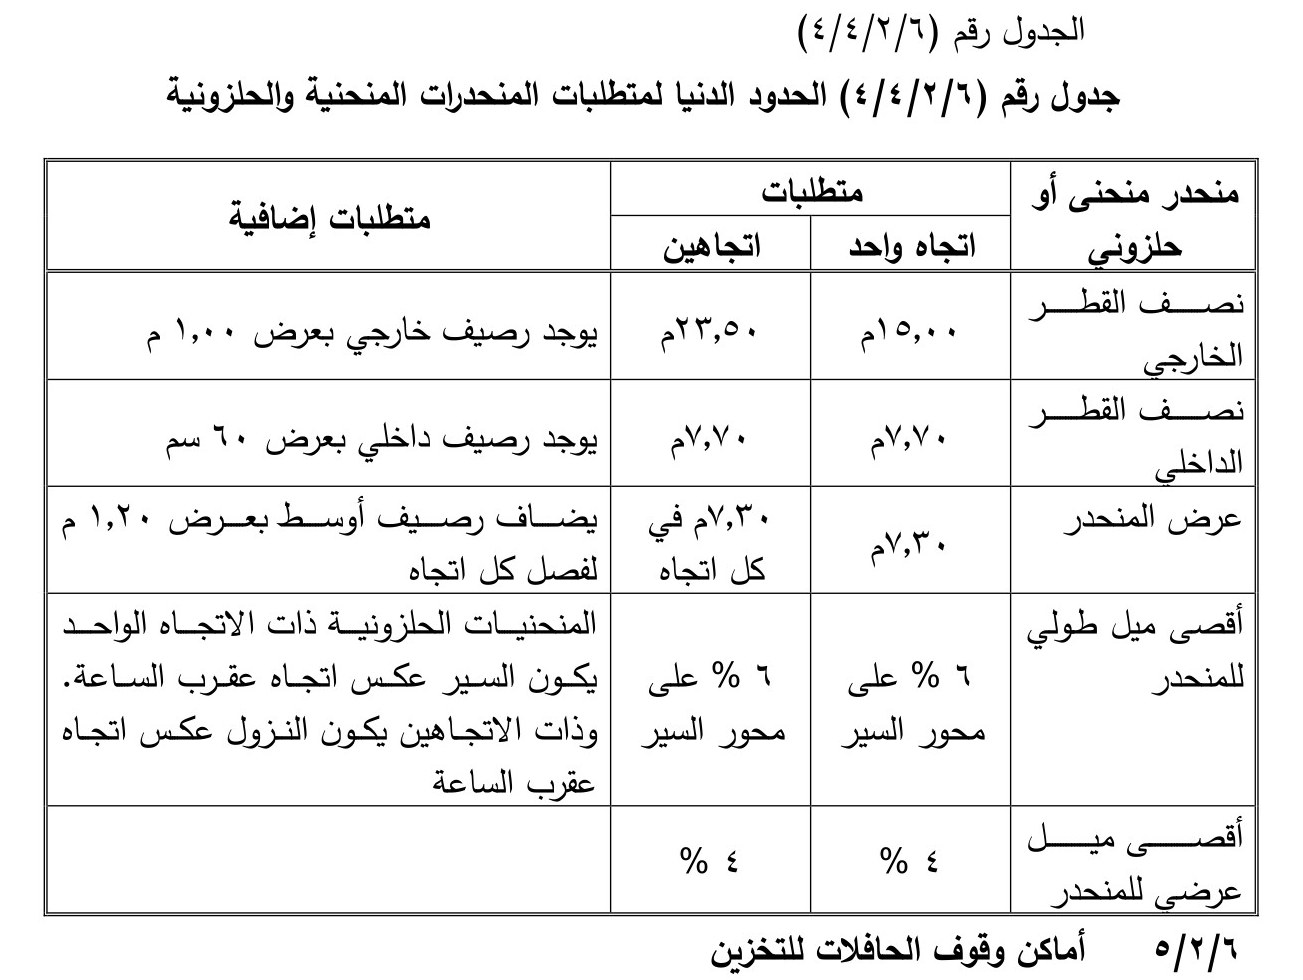 الجدول رقم (٤/٤/٢/٦)
جدول رقم (٤/٤/٢/٦) الحدود الدنيا لمتطلبات المنحدرات المنحنية والحلزونية
منحدر منحنى أو
حلزوني
متطلبات
متطلبات إضافية
اتجاه واحد
اتجاهين
نصف القطر
الخارجي
١٥,٠٠م
٢٣,٥٠م
يوجد رصيف خارجي بعرض ١,٠٠ م
نصف القطر
الداخلي
٧,٧٠م
٧,٧٠م
يوجد رصيف داخلي بعرض ٦٠ سم
عرض المنحدر
٧,٣٠م
٧,٣٠م في
كل اتجاه
يضاف رصيف أوسط بعرض ١,٢٠ م
لفصل كل اتجاه
أقصى ميل طولي
للمنحدر
٦ % على
محور السير
٦ % على
محور السير
المنحنيات الحلزونية ذات الاتجاه الواحد
يكون السير عكس اتجاه عقرب الساعة.
وذات الاتجاهين يكون النزول عكس اتجاه
عقرب الساعة
أقصى ميل
عرضي للمنحدر
٤ %
٤ %
٥/٢/٦ أماكن وقوف الحافلات للتخزين